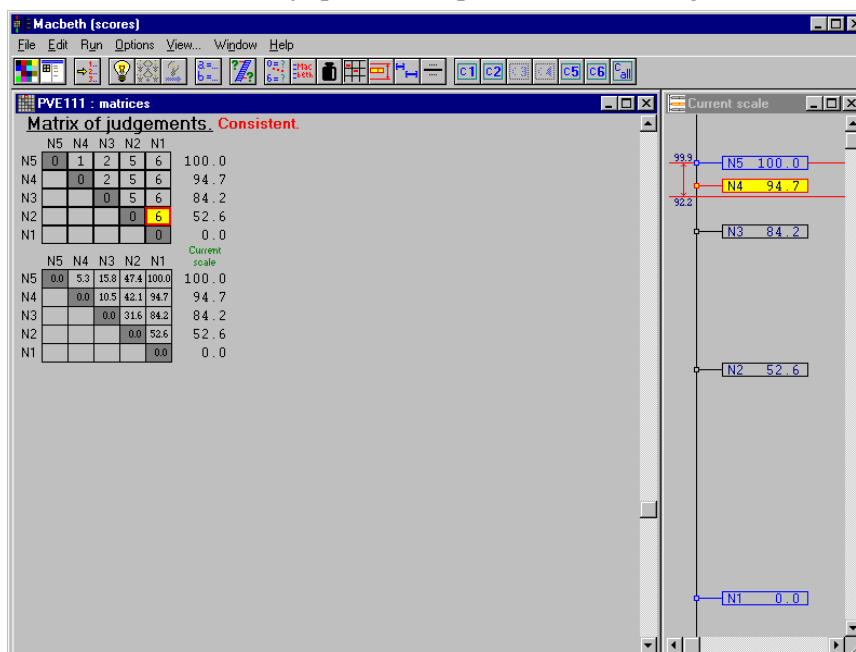 Macbeth (scores)
File Edit Run Options View... Window Help
C1 C2 C5 C6 Call
PVE111 : matrices
Matrix of judgements. Consistent.
N5 N4 N3 N2 N1
N5 0 1 2 5 6 100.0
N4 0 2 5 6 94.7
N3 0 5 6 84.2
N2 0 6 52.6
N1 0 0.0
Current
scale
N5 N4 N3 N2 N1
N5 0.0 5.3 15.8 47.4 100.0 100.0
N4 0.0 10.5 42.1 94.7 94.7
N3 0.0 31.6 84.2 84.2
N2 0.0 52.6 52.6
N1 0.0 0.0
Current scale
99.9
N5 100.0
N4 94.7
92.2
N3 84.2
N2 52.6
N1 0.0